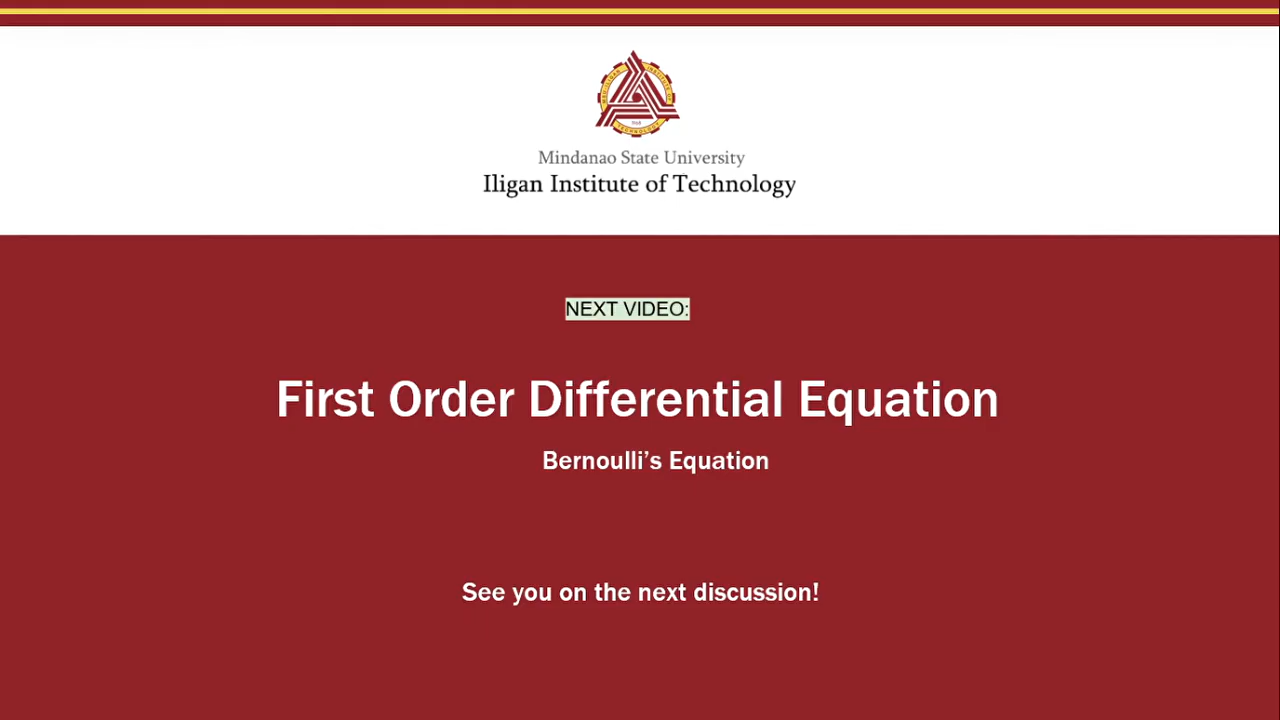 Mindanao State University
Iligan Institute of Technology
NEXT VIDEO:
First Order Differential Equation
Bernoulli’s Equation
See you on the next discussion!